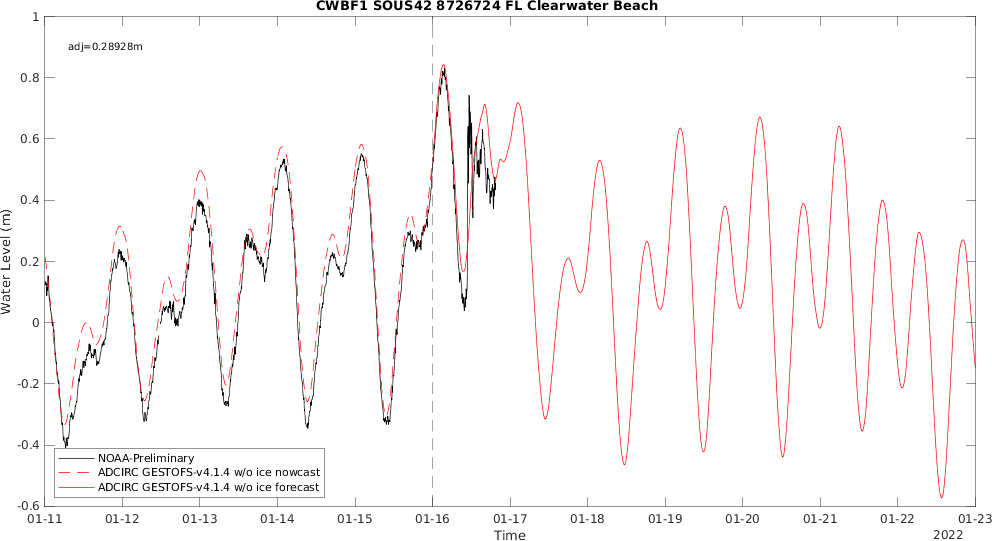 CWBF1 SOUS42 8726724 FL Clearwater Beach
adj=0.28928m
Water Level (m)
1
0.8
0.6
0.4
0.2
0
-0.2
-0.4
-0.6
NOAA-Preliminary
ADCIRC GESTOFS-v4.1.4 w/o ice nowcast
ADCIRC GESTOFS-v4.1.4 w/o ice forecast
01-11 01-12 01-13 01-14 01-15 01-16 01-17 01-18 01-19 01-20 01-21 01-22 01-23
Time
2022